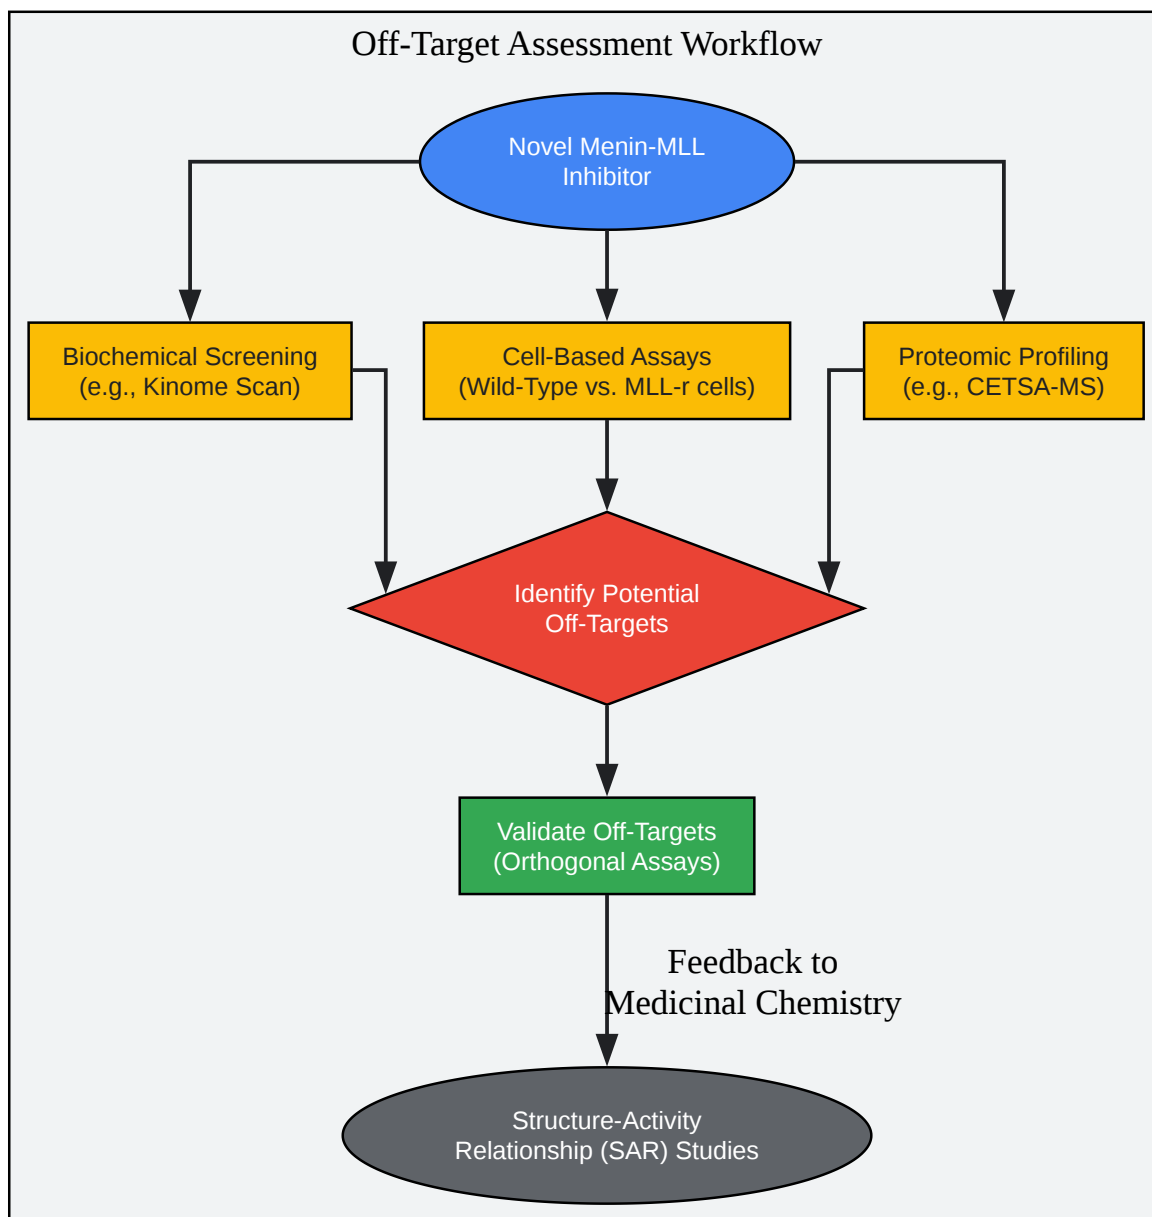 Off-Target Assessment Workflow
Novel Menin-MLL
Inhibitor
Biochemical Screening
(e.g., Kinome Scan)
Cell-Based Assays
(Wild-Type vs. MLL-r cells)
Proteomic Profiling
(e.g., CETSA-MS)
Identify Potential
Off-Targets
Validate Off-Targets
(Orthogonal Assays)
Feedback to
Medicinal Chemistry
Structure-Activity
Relationship (SAR) Studies